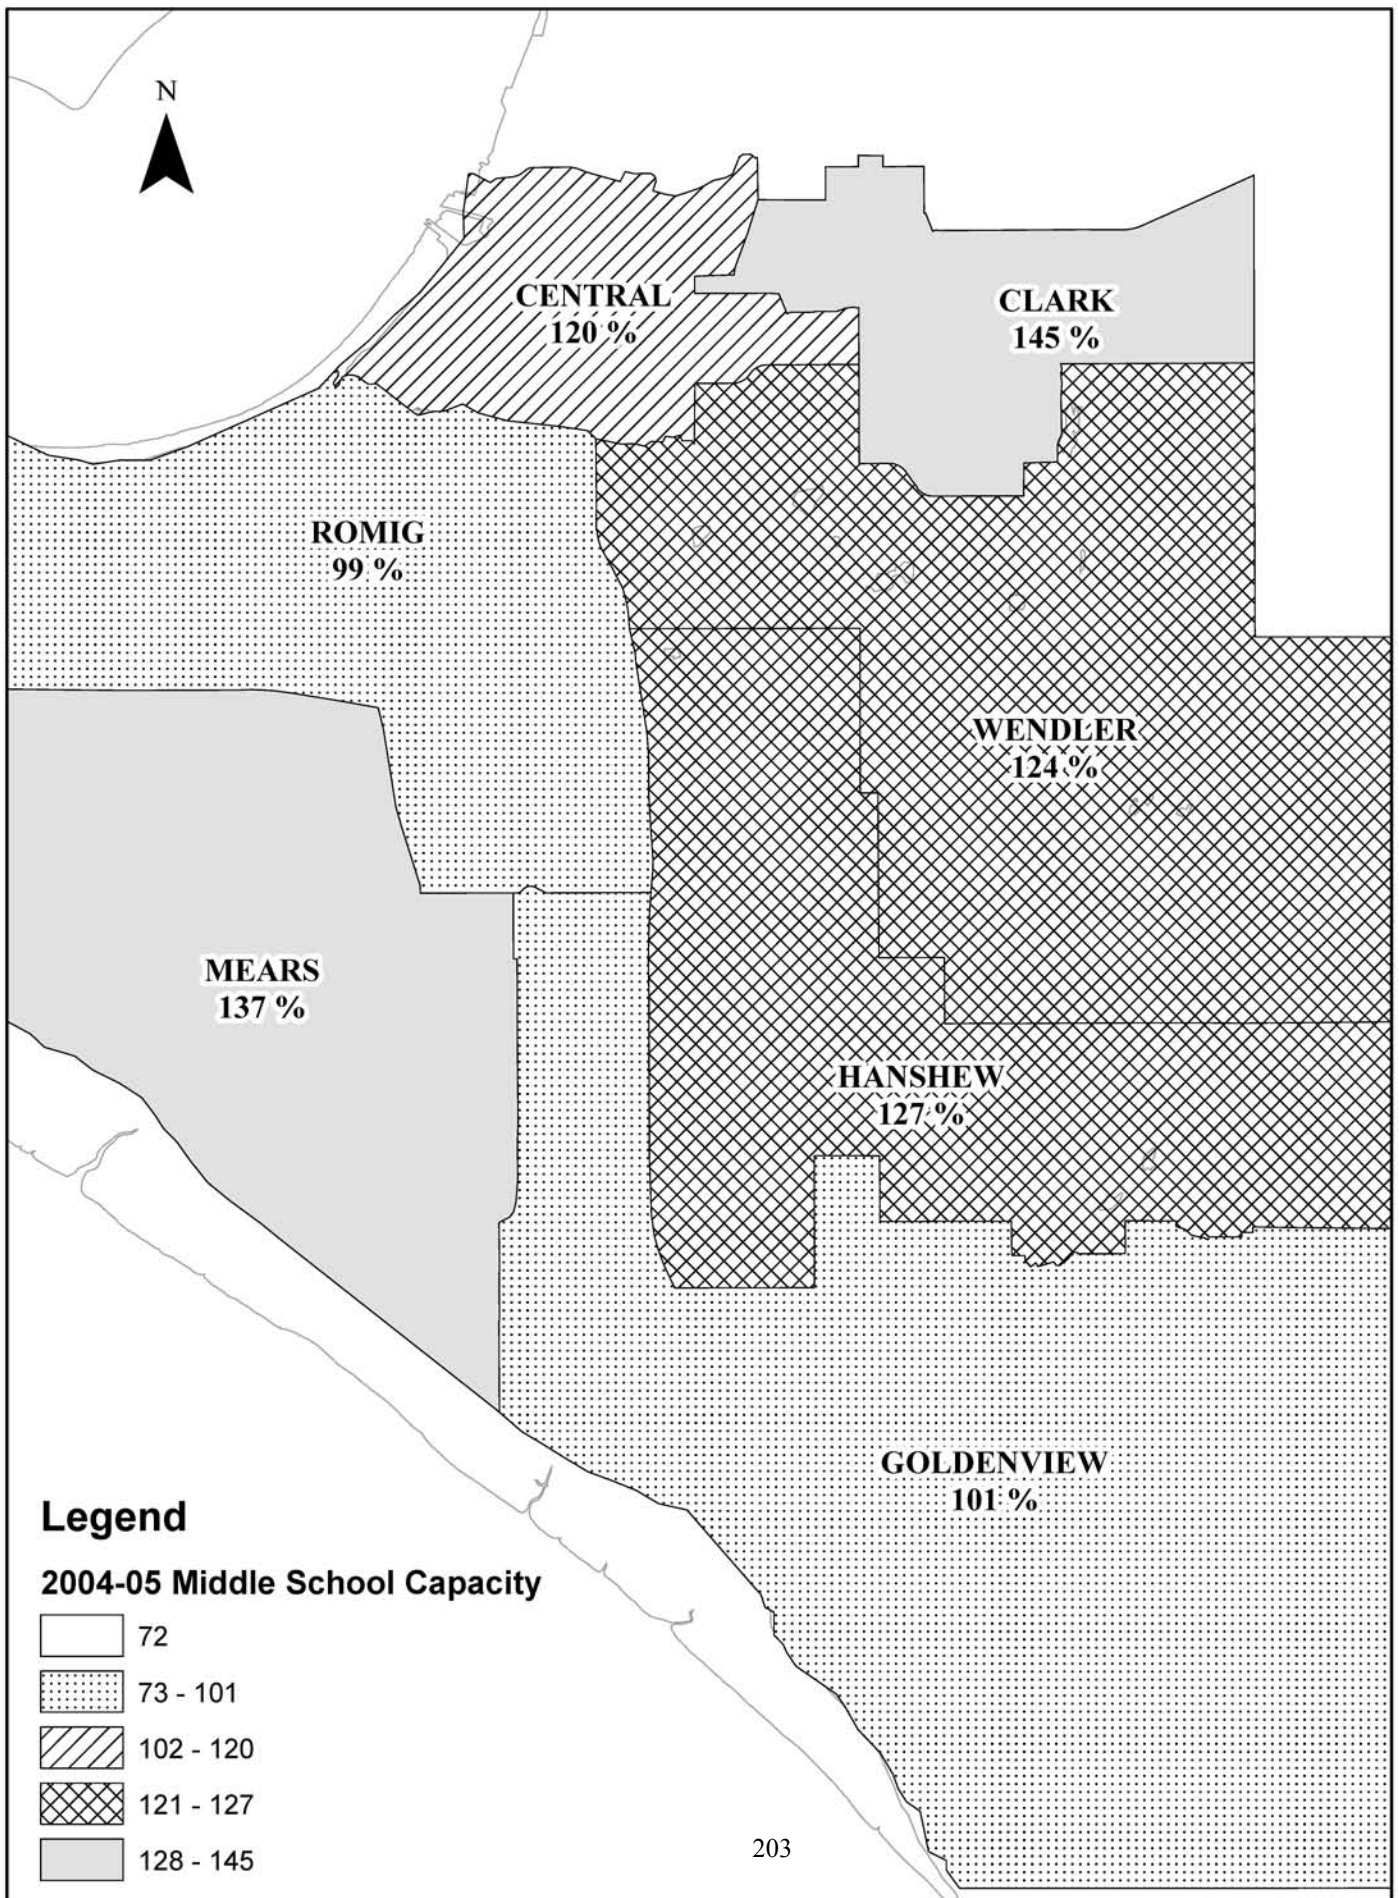 N
CENTRAL
120 %
CLARK
145 %
ROMIG
99 %
WENDLER
124 %
MEARS
137 %
HANSHEW
127 %
GOLDENVIEW
101 %
Legend
2004-05 Middle School Capacity
72
73 - 101
102 - 120
121 - 127
128 - 145
203